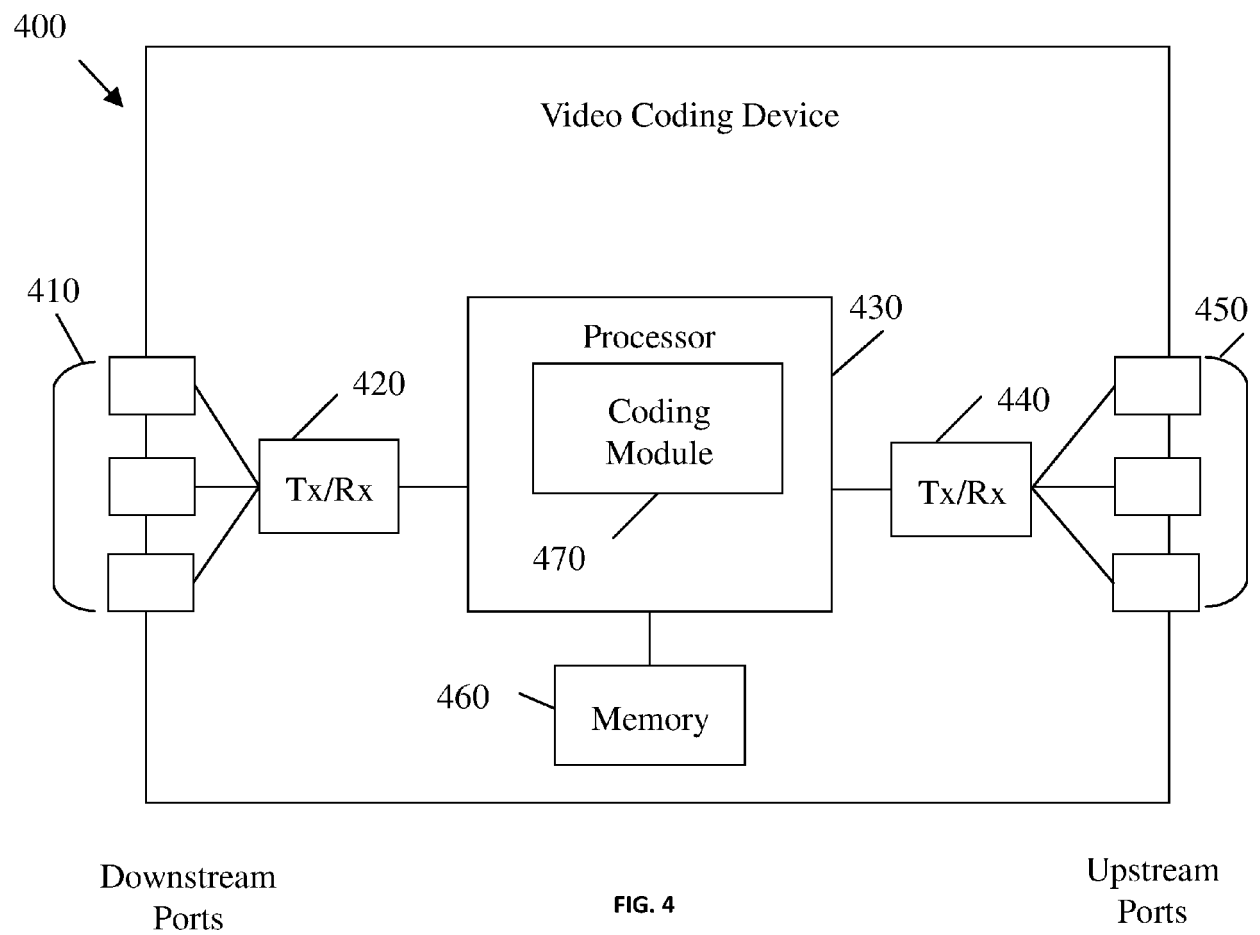 400
Video Coding Device
410
430
450
Processor
420
Coding
Module
440
Tx/Rx
Tx/Rx
470
460
Memory
Downstream
Ports
Upstream
Ports
FIG. 4